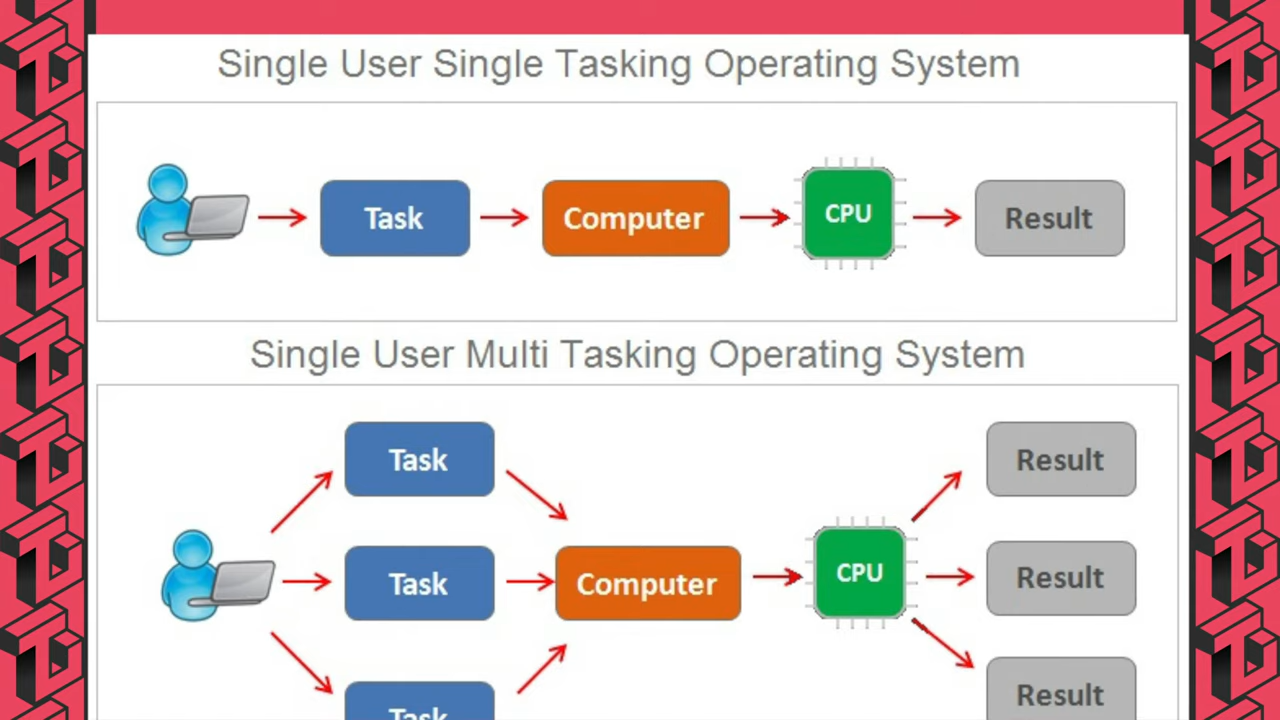 Single User Single Tasking Operating System
Task
Computer
CPU
Result
Single User Multi Tasking Operating System
Task
Result
Task
Computer
CPU
Result
Task
Result